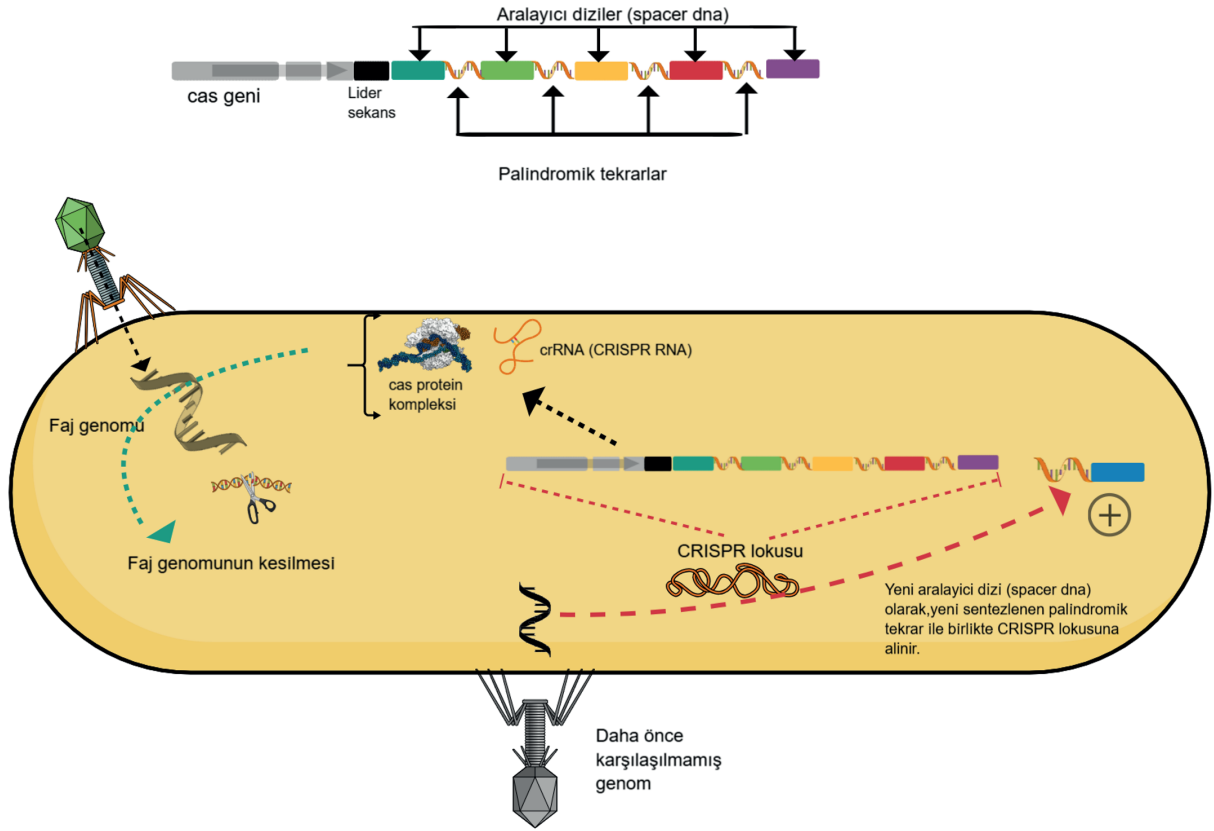 Aralayıcı diziler (spacer dna)
cas geni
Lider
sekans
Palindromik tekrarlar
crRNA (CRISPR RNA)
cas protein
kompleksi
Faj genomu
Faj genomunun kesilmesi
CRISPR lokusu
Yeni aralayici dizi (spacer dna)
olarak,yeni sentezlenen palindromik
tekrar ile birlikte CRISPR lokusuna
alinir.
Daha önce
karşılaşılmamış
genom